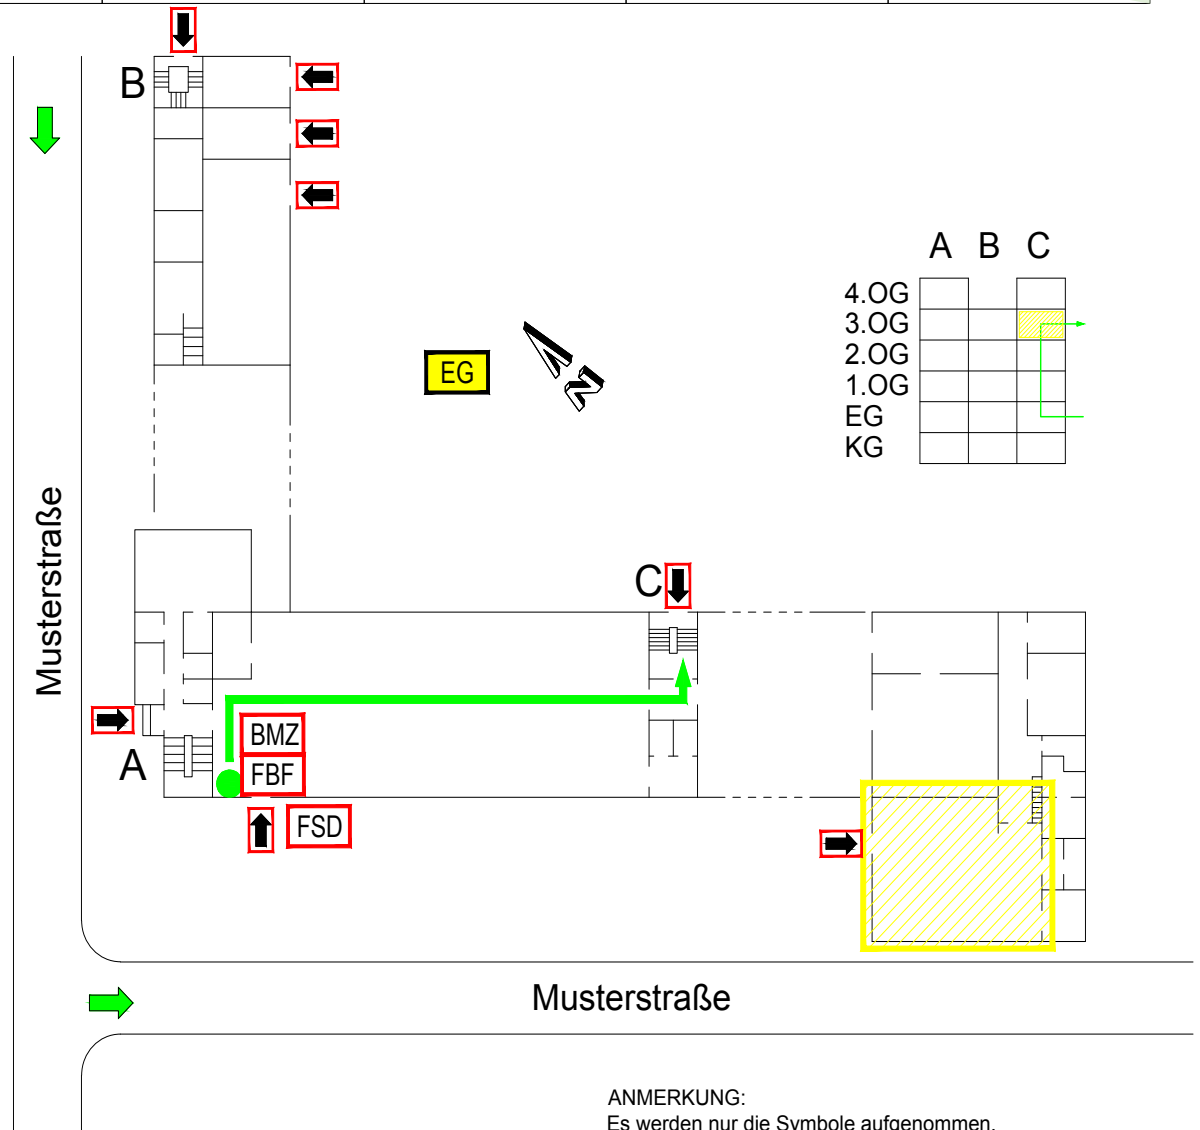 B
A B C
4.OG
3.OG
2.OG
1.OG
EG
KG
EG
N
Musterstraße
C
BMZ
FBF
A
FSD
Musterstraße
ANMERKUNG:
Es werden nur die Symbole aufgenommen,